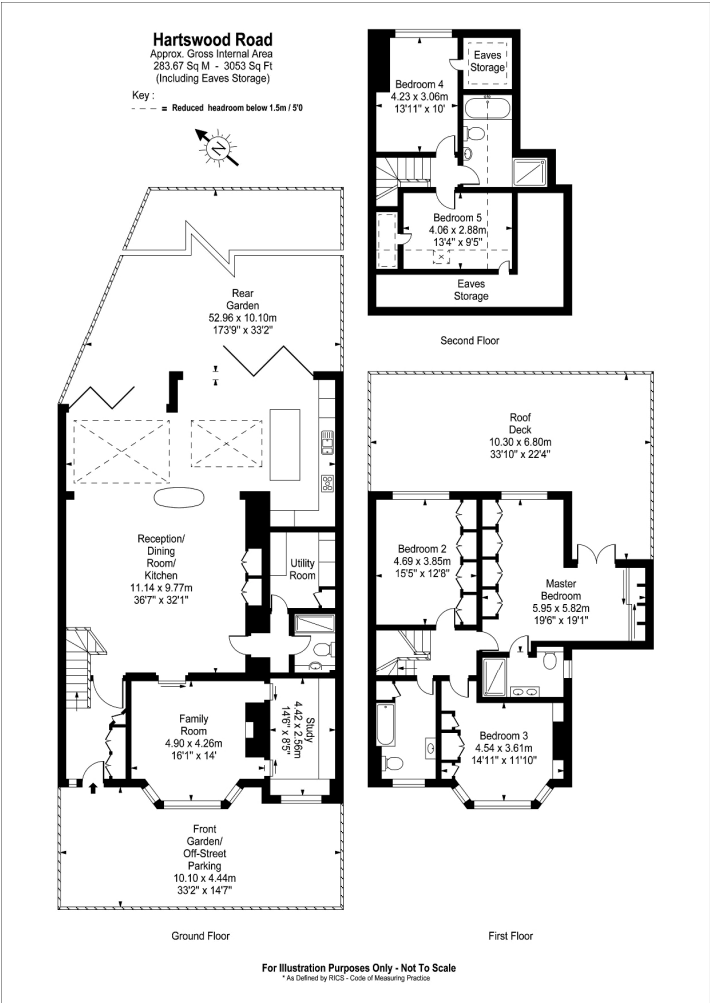 Hartswood Road
Approx. Gross Internal Area
283.67 Sq M - 3053 Sq Ft
(Including Eaves Storage)
Key :
= Reduced headroom below 1.5m / 5'0
N
Rear
Garden
52.96 x 10.10m
173'9" x 33'2"
Reception/
Dining
Room/
Kitchen
11.14 x 9.77m
36'7" x 32'1"
Utility
Room
Family
Room
4.90 x 4.26m
16'1" x 14'
Study
4.42 x 2.56m
14'6" x 8'5"
Front
Garden/
Off-Street
Parking
10.10 x 4.44m
33'2" x 14'7"
Ground Floor
Bedroom 4
4.23 x 3.06m
13'11" x 10'
Eaves
Storage
Bedroom 5
4.06 x 2.88m
13'4" x 9'5"
Eaves
Storage
Second Floor
Roof
Deck
10.30 x 6.80m
33'10" x 22'4"
Bedroom 2
4.69 x 3.85m
15'5" x 12'8"
Master
Bedroom
5.95 x 5.82m
19'6" x 19'1"
Bedroom 3
4.54 x 3.61m
14'11" x 11'10"
First Floor
For Illustration Purposes Only - Not To Scale
* As Defined by RICS - Code of Measuring Practice